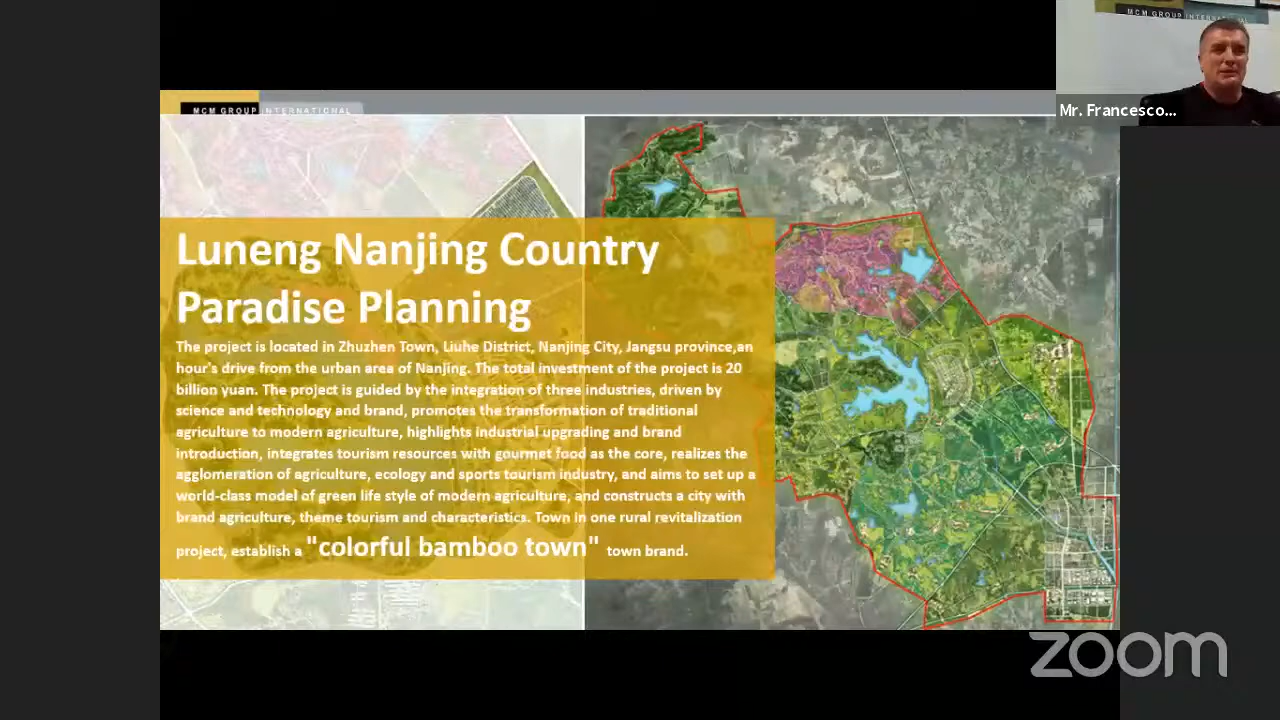 MCM GROUP INTERNATIONAL
Mr. Francesco...
MCM GROUP INTERNATIONAL
Luneng Nanjing Country
Paradise Planning
The project is located in Zhuzhen Town, Liuhe District, Nanjing City, Jangsu province,an
hour's drive from the urban area of Nanjing. The total investment of the project is 20
billion yuan. The project is guided by the integration of three industries, driven by
science and technology and brand, promotes the transformation of traditional
agriculture to modern agriculture, highlights industrial upgrading and brand
introduction, integrates tourism resources with gourmet food as the core, realizes the
agglomeration of agriculture, ecology and sports tourism industry, and aims to set up a
world-class model of green life style of modern agriculture, and constructs a city with
brand agriculture, theme tourism and characteristics. Town in one rural revitalization
project, establish a "colorful bamboo town" town brand.
zoom